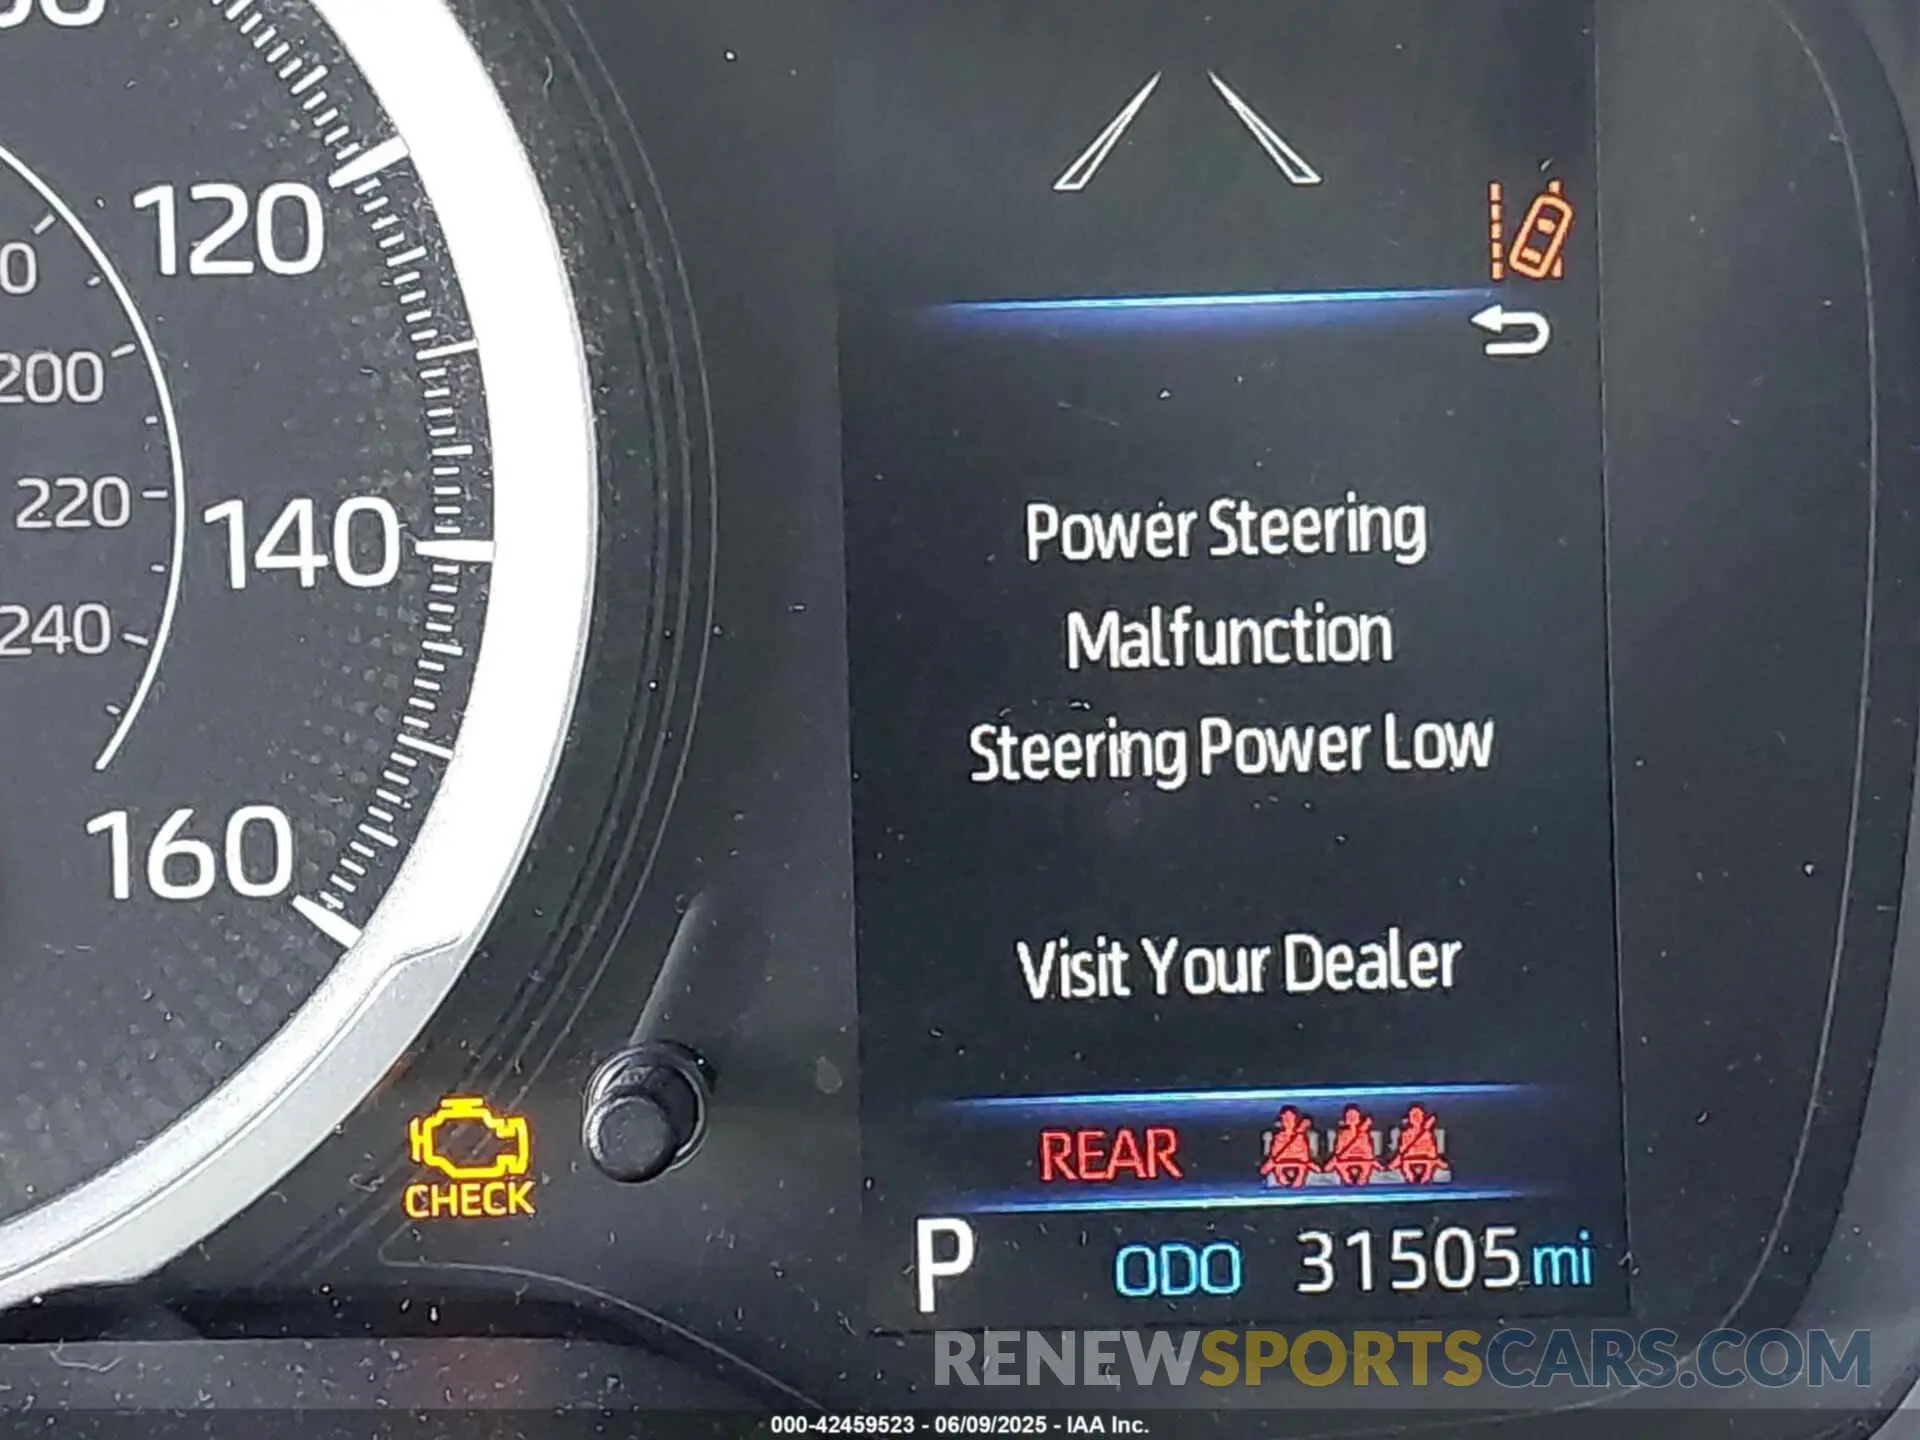 120
200
220
140
240
160
Power Steering
Malfunction
Steering Power Low
Visit Your Dealer
CHECK
REAR
P ODO 31505 mi
RENEWSPORTSCARS.COM
000-42459523 - 06/09/2025 - IAA Inc.